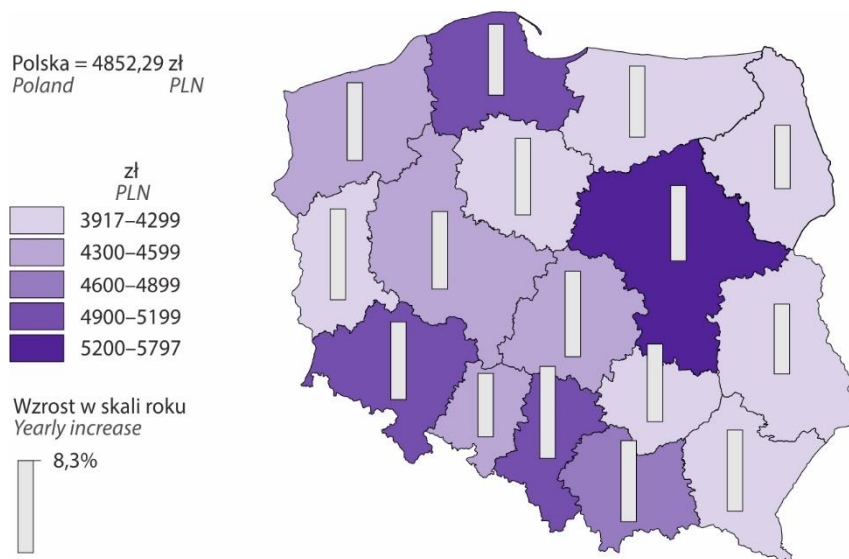 Polska = 4852,29 zł
Poland PLN
zł
PLN
3917–4299
4300–4599
4600–4899
4900–5199
5200–5797
Wzrost w skali roku
Yearly increase
8,3%